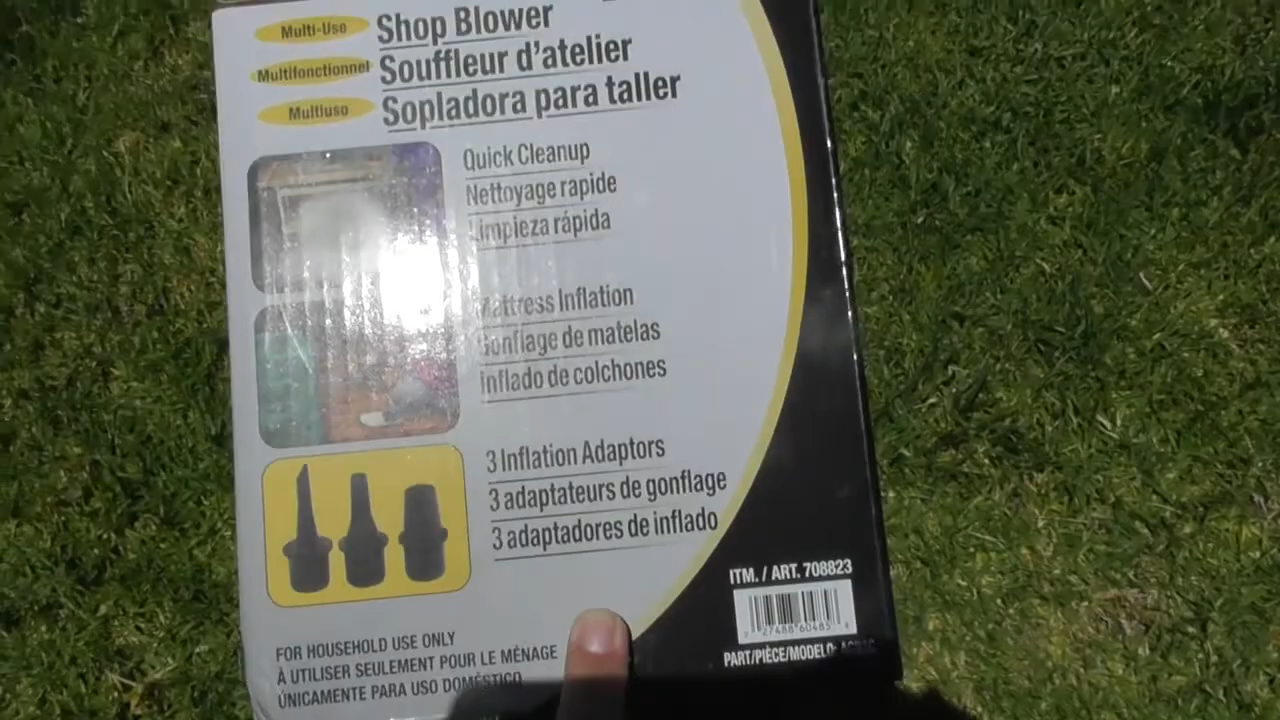 Multi-Uso
Shop Blower
Multifonctionnel
Souffleur d'atelier
Multiuso
Sopladora para taller
Quick Cleanup
Nettoyage rapide
Limpieza rápida
Mattress Inflation
Gonflage de matelas
Inflado de colchones
3 Inflation Adaptors
3 adaptateurs de gonflage
3 adaptadores de inflado
ITM. / ART. 708823
FOR HOUSEHOLD USE ONLY
À UTILISER SEULEMENT POUR LE MÉNAGE
ÚNICAMENTE PARA USO DOMÉSTICO
PART/PIÈCE/MODELO: